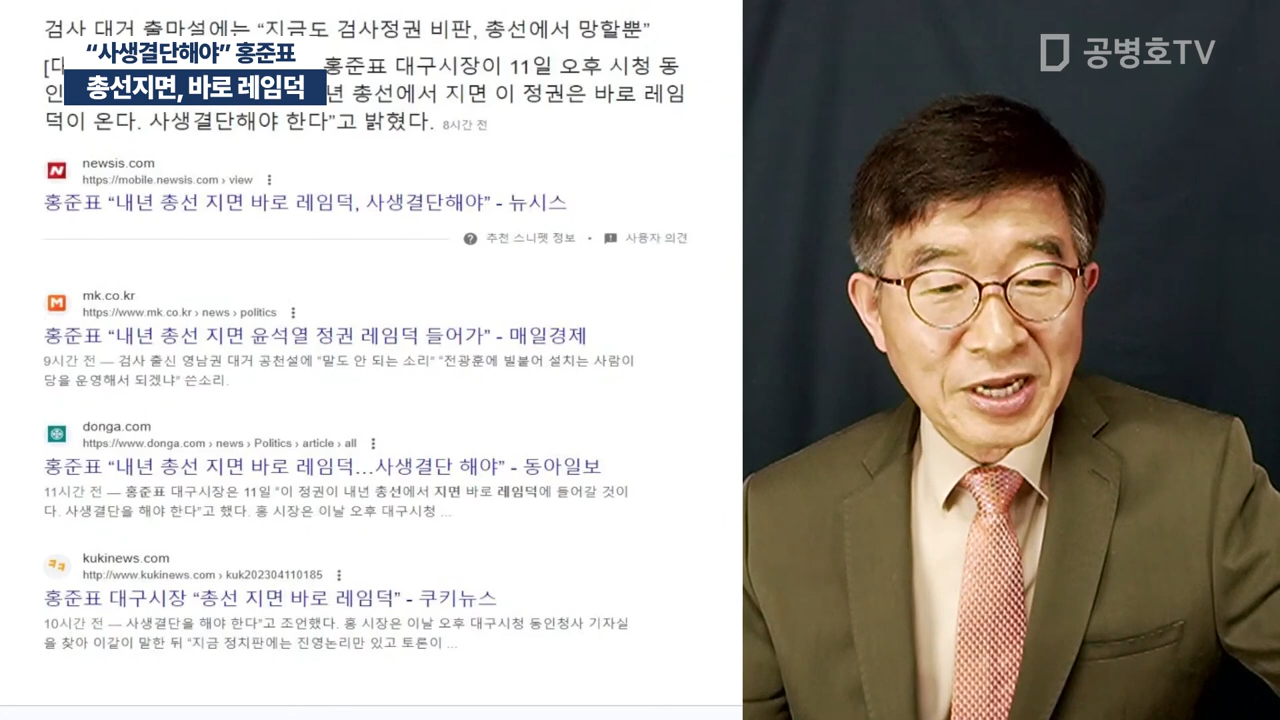 검사 대거 출마설에는 “지금도 검사정권 비판, 총선에서 망할뿐”
“사생결단해야” 홍준표
총선지면, 바로 레임덕
홍준표 대구시장이 11일 오후 시청 동
년 총선에서 지면 이 정권은 바로 레임
덕이 온다. 사생결단해야 한다”고 밝혔다. 8시간 전
newsis.com
https://mobile.newsis.com › view
홍준표 “내년 총선 지면 바로 레임덕, 사생결단해야” - 뉴시스
추천 스니펫 정보 • 사용자 의견
mk.co.kr
https://www.mk.co.kr › news › politics
홍준표 “내년 총선 지면 윤석열 정권 레임덕 들어가” - 매일경제
9시간 전 — 검사 출신 영남권 대거 공천설에 “말도 안 되는 소리” “전광훈에 빌붙어 설치는 사람이
당을 운영해서 되겠냐” 쓴소리.
donga.com
https://www.donga.com › news › Politics › article › all
홍준표 “내년 총선 지면 바로 레임덕...사생결단 해야” - 동아일보
11시간 전 — 홍준표 대구시장은 11일 “이 정권이 내년 총선에서 지면 바로 레임덕에 들어갈 것이
다. 사생결단을 해야 한다”고 했다. 홍 시장은 이날 오후 대구시청 ...
kukinews.com
http://www.kukinews.com › kuk202304110185
홍준표 대구시장 “총선 지면 바로 레임덕” - 쿠키뉴스
10시간 전 — 사생결단을 해야 한다”고 조언했다. 홍 시장은 이날 오후 대구시청 동인청사 기자실
을 찾아 이같이 말한 뒤 “지금 정치판에는 진영논리만 있고 토론이 ...
공병호TV